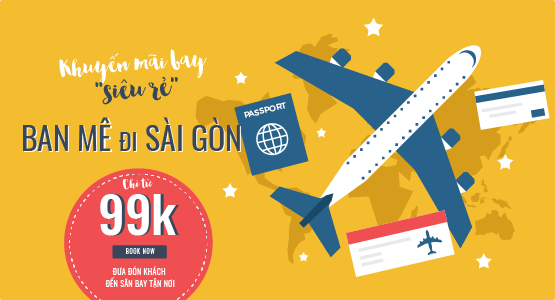 Khuyến mãi bay
"siêu rẻ"
BAN MÊ ĐI SÀI GÒN
PASSPORT
Chỉ từ
99k
BOOK NOW
ĐƯA ĐÓN KHÁCH
ĐẾN SÂN BAY TẬN NƠI